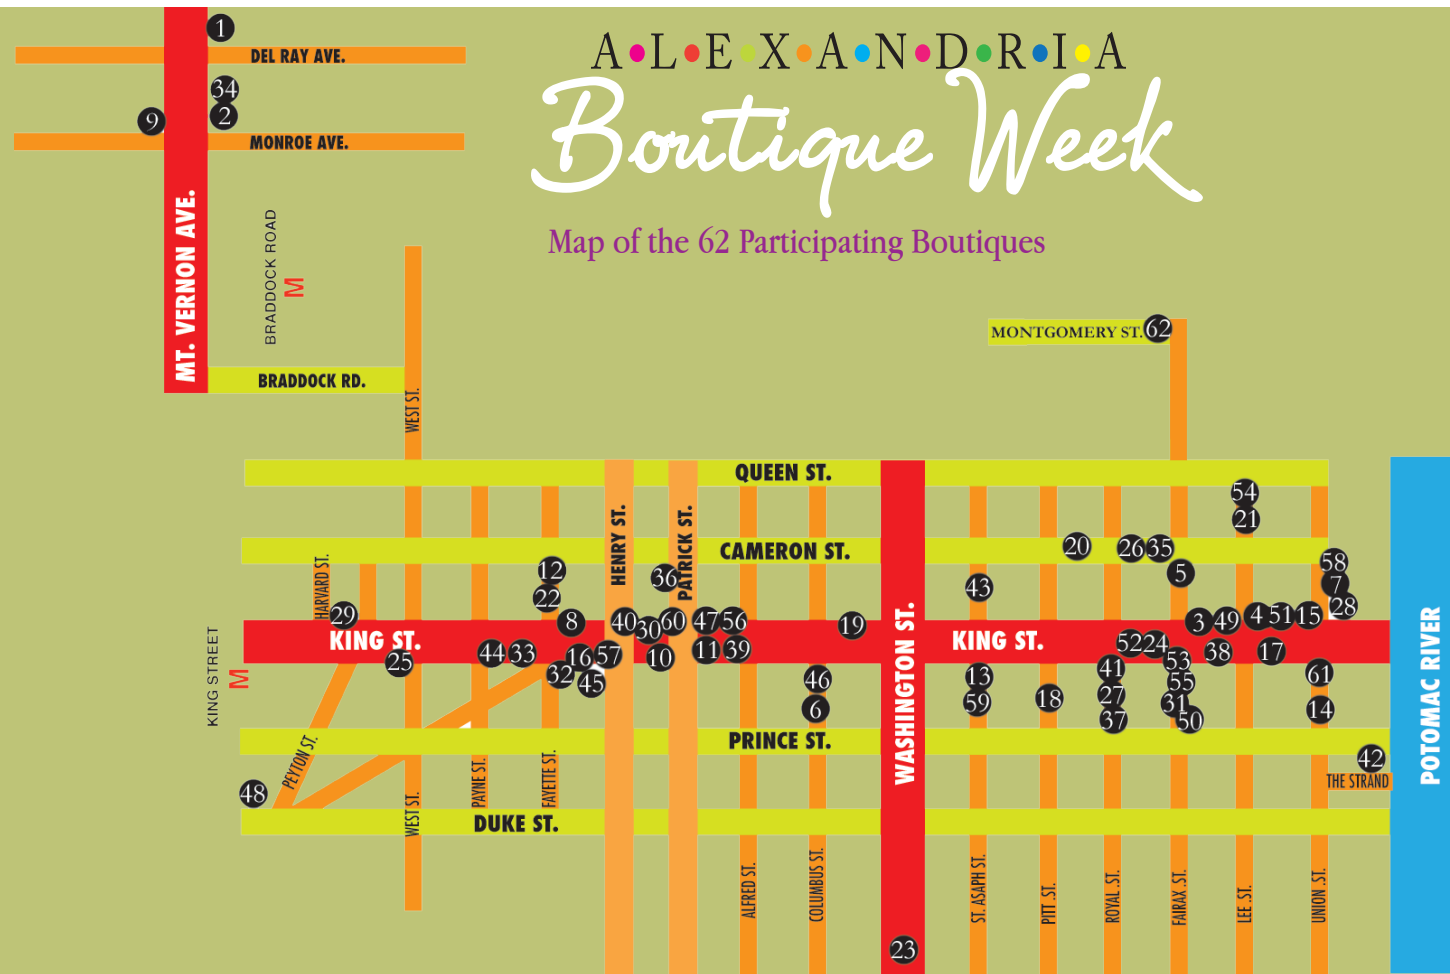 A•L•E•X•A•N•D•R•I•A
Boutique Week
Map of the 62 Participating Boutiques
1
DEL RAY AVE.
34
9
2
MONROE AVE.
MT. VERNON AVE.
BRADDOCK ROAD
M
BRADDOCK RD.
WEST ST.
MONTGOMERY ST.
62
QUEEN ST.
54
21
HENRY ST.
PATRICK ST.
CAMERON ST.
20
26
35
58
5
7
28
HARVARD ST.
12
36
43
22
29
8
40
30
60
47
56
19
3
49
4
51
15
KING ST.
KING ST.
WASHINGTON ST.
POTOMAC RIVER
KING STREET
M
25
44
33
16
57
10
11
39
52
24
38
17
32
45
46
13
41
53
61
6
59
18
27
55
31
14
37
50
PRINCE ST.
42
THE STRAND
PEYTON ST.
PAYNE ST.
FAYETTE ST.
48
WEST ST.
DUKE ST.
ALFRED ST.
COLUMBUS ST.
ST. ASAPH ST.
PITT .ST.
ROYAL .ST.
FAIRAX .ST.
LEE .ST.
UNION .ST.
23